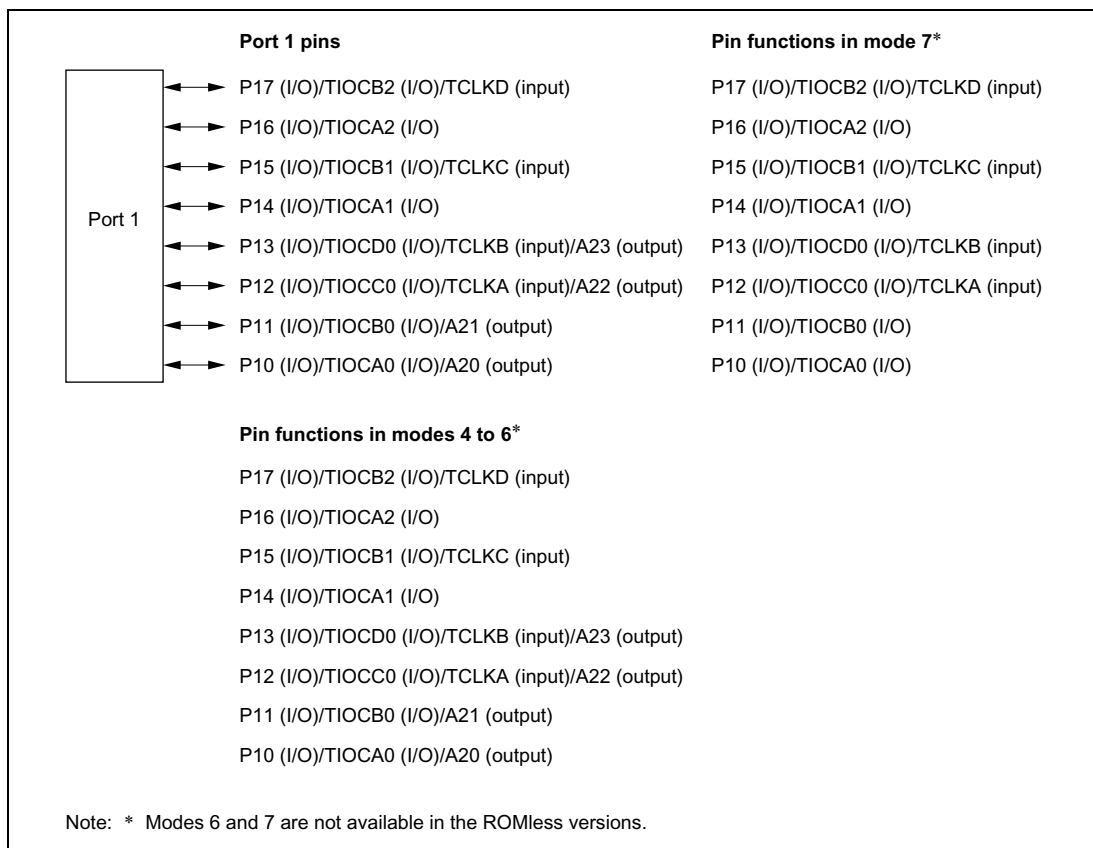 Port 1 pins
Port 1
P17 (I/O)/TIOCB2 (I/O)/TCLKD (input)
P16 (I/O)/TIOCA2 (I/O)
P15 (I/O)/TIOCB1 (I/O)/TCLKC (input)
P14 (I/O)/TIOCA1 (I/O)
P13 (I/O)/TIOCD0 (I/O)/TCLKB (input)/A23 (output)
P12 (I/O)/TIOCC0 (I/O)/TCLKA (input)/A22 (output)
P11 (I/O)/TIOCB0 (I/O)/A21 (output)
P10 (I/O)/TIOCA0 (I/O)/A20 (output)
Pin functions in mode 7*
P17 (I/O)/TIOCB2 (I/O)/TCLKD (input)
P16 (I/O)/TIOCA2 (I/O)
P15 (I/O)/TIOCB1 (I/O)/TCLKC (input)
P14 (I/O)/TIOCA1 (I/O)
P13 (I/O)/TIOCD0 (I/O)/TCLKB (input)
P12 (I/O)/TIOCC0 (I/O)/TCLKA (input)
P11 (I/O)/TIOCB0 (I/O)
P10 (I/O)/TIOCA0 (I/O)
Pin functions in modes 4 to 6*
P17 (I/O)/TIOCB2 (I/O)/TCLKD (input)
P16 (I/O)/TIOCA2 (I/O)
P15 (I/O)/TIOCB1 (I/O)/TCLKC (input)
P14 (I/O)/TIOCA1 (I/O)
P13 (I/O)/TIOCD0 (I/O)/TCLKB (input)/A23 (output)
P12 (I/O)/TIOCC0 (I/O)/TCLKA (input)/A22 (output)
P11 (I/O)/TIOCB0 (I/O)/A21 (output)
P10 (I/O)/TIOCA0 (I/O)/A20 (output)
Note: * Modes 6 and 7 are not available in the ROMless versions.